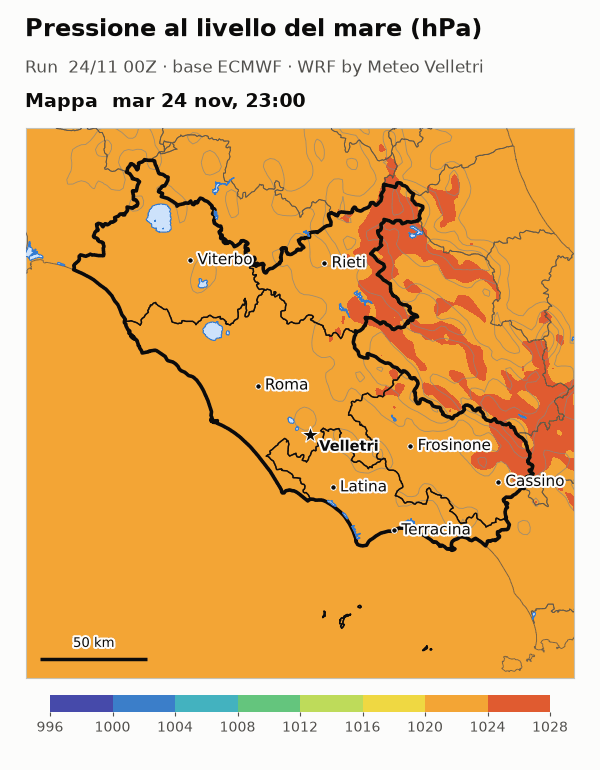 Pressione al livello del mare (hPa)
Run  24/11 00Z · base ECMWF · WRF by Meteo Velletri
Mappa  mar 24 nov, 23:00
Viterbo
Rieti
Roma
Velletri
Frosinone
Cassino
Latina
Terracina
50 km
996 1000 1004 1008 1012 1016 1020 1024 1028